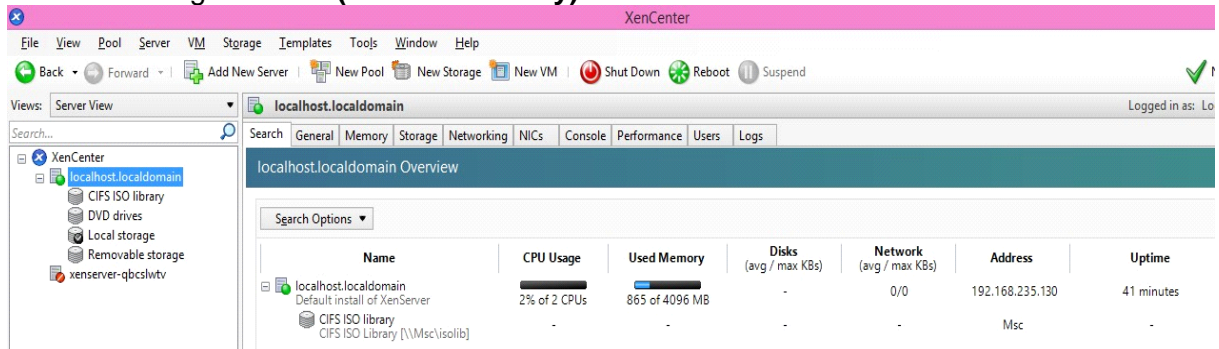 XenCenter
File View Pool Server VM Storage Templates Tools Window Help
Back Forward Add New Server New Pool New Storage New VM Shut Down Reboot Suspend
Views: Server View localhost.localdomain Logged in as: Lo
Search... Search General Memory Storage Networking NICs Console Performance Users Logs
XenCenter
localhost.localdomain
CIFS ISO library
DVD drives
Local storage
Removable storage
xenserver-qbcslwtv
localhost.localdomain Overview
Search Options
Name CPU Usage Used Memory Disks (avg / max KBs) Network (avg / max KBs) Address Uptime
localhost.localdomain
Default install of XenServer
2% of 2 CPUs 865 of 4096 MB - 0/0 192.168.235.130 41 minutes
CIFS ISO library
CIFS ISO Library [\\Msc\isolib]
- - - - Msc -